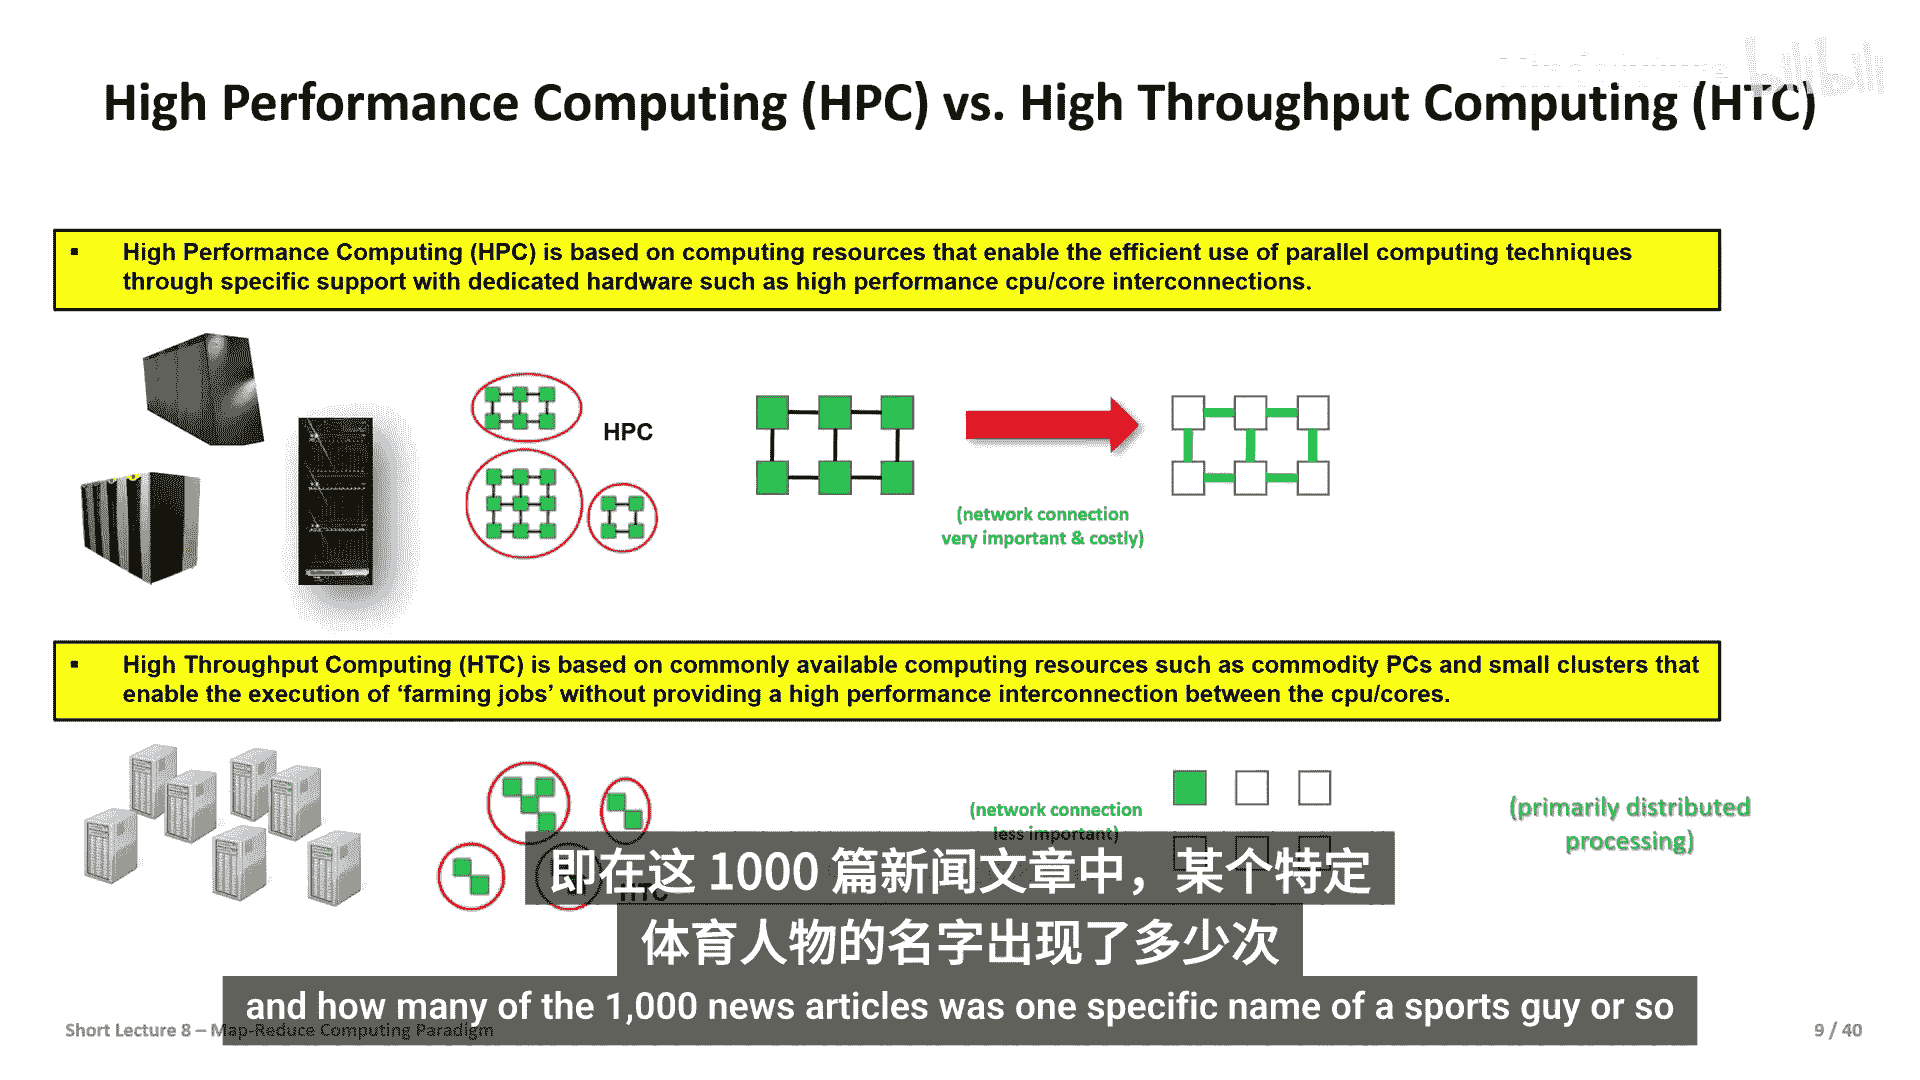 High Performance Computing (HPC) vs. High Throughput Computing (HTC)
bilibili
▪ High Performance Computing (HPC) is based on computing resources that enable the efficient use of parallel computing techniques
through specific support with dedicated hardware such as high performance cpu/core interconnections.
HPC
(network connection
very important & costly)
▪ High Throughput Computing (HTC) is based on commonly available computing resources such as commodity PCs and small clusters that
enable the execution of ‘farming jobs’ without providing a high performance interconnection between the cpu/cores.
(network connection
less important)
(primarily distributed
processing)
HTC
即在这 1000 篇新闻文章中，某个特定
体育人物的名字出现了多少次
and how many of the 1,000 news articles was one specific name of a sports guy or so
Short Lecture 8 – Map-Reduce Computing Paradigm
9 / 40